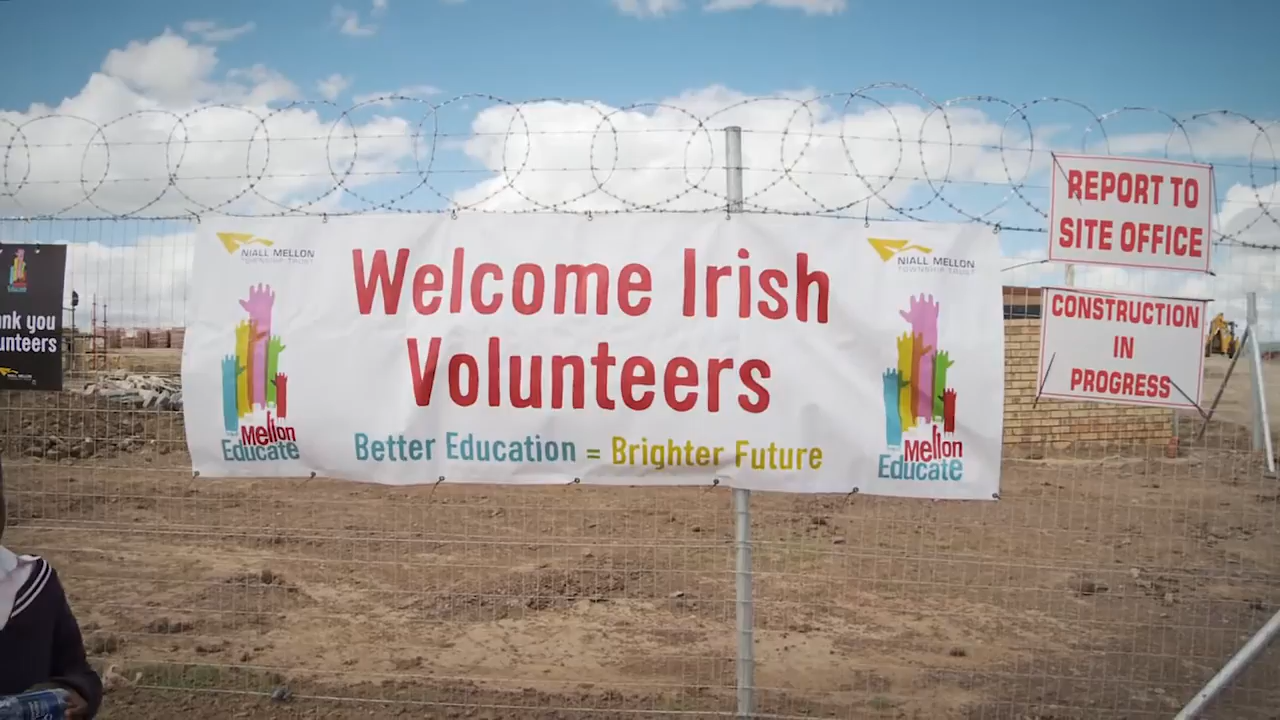 NIALL MELLON
TOWNSHIP TRUST
Welcome Irish
Volunteers
Better Education = Brighter Future
Mellon
Educate
NIALL MELLON
TOWNSHIP TRUST
Mellon
Educate
REPORT TO
SITE OFFICE
CONSTRUCTION
IN
PROGRESS
Educate
nk you
unteers